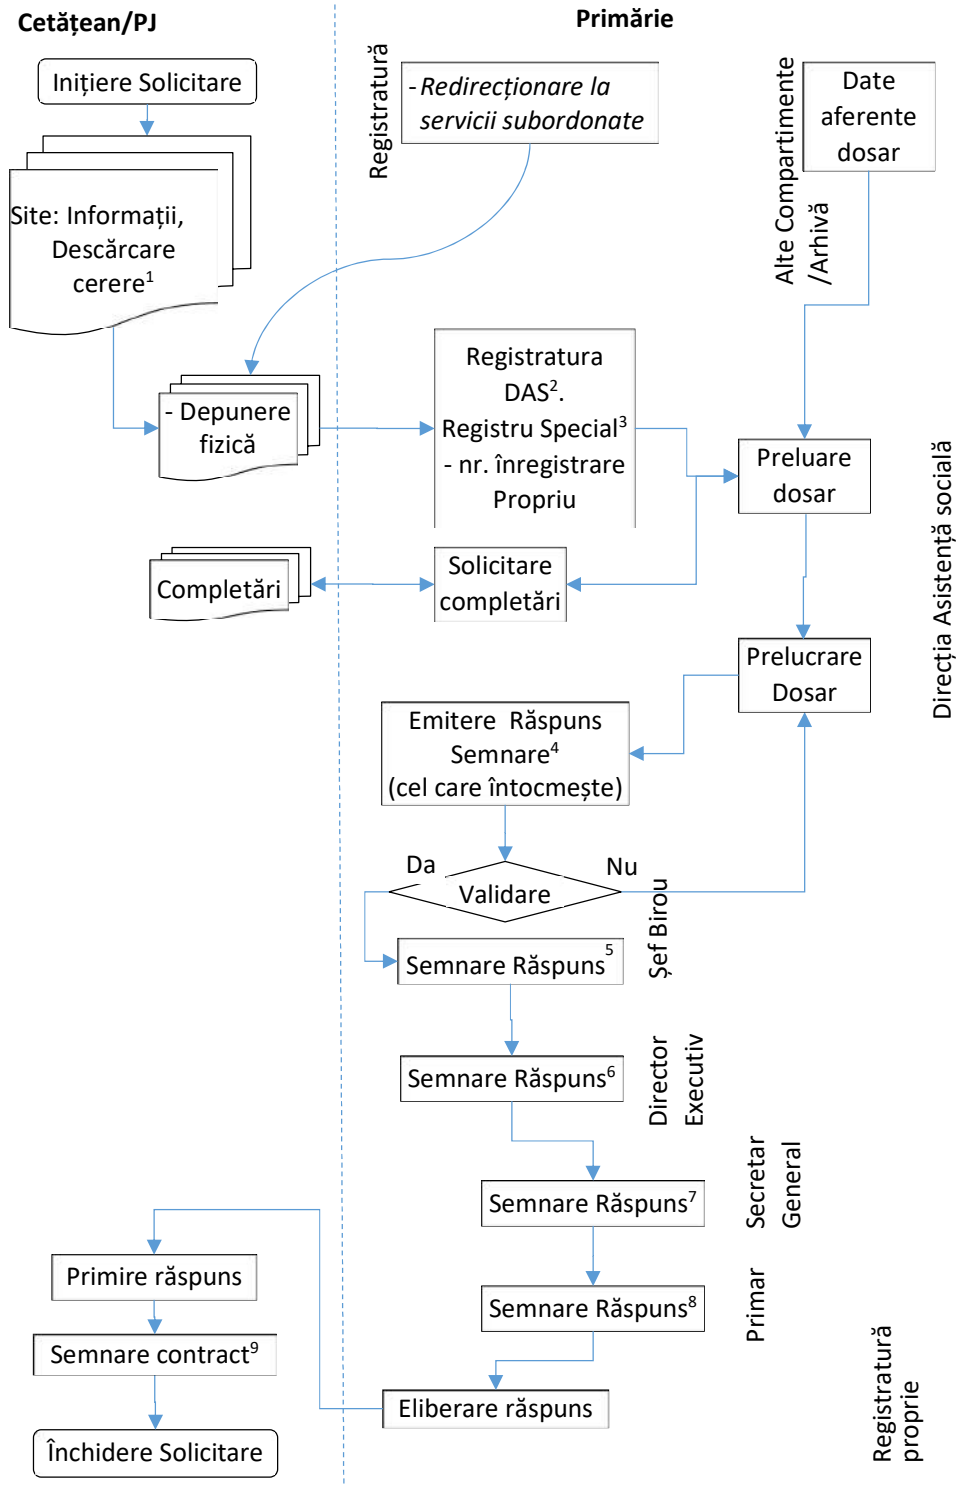 Cetățean/PJ
Primărie
Inițiere Solicitare
Registratură
- Redirecționare la
servicii subordonate
Date
aferente
dosar
Alte Compartimente
/Arhivă
Site: Informații,
Descărcare
cerere1
- Depunere
fizică
Registratura
DAS2.
Registru Special3
- nr. înregistrare
Propriu
Preluare
dosar
Direcția Asistență socială
Completări
Solicitare
completări
Prelucrare
Dosar
Emitere Răspuns
Semnare4
(cel care întocmește)
Da
Nu
Validare
Șef Birou
Semnare Răspuns5
Semnare Răspuns6
Director
Executiv
Semnare Răspuns7
Secretar
General
Primire răspuns
Semnare Răspuns8
Primar
Semnare contract9
Eliberare răspuns
Registratură
proprie
Închidere Solicitare